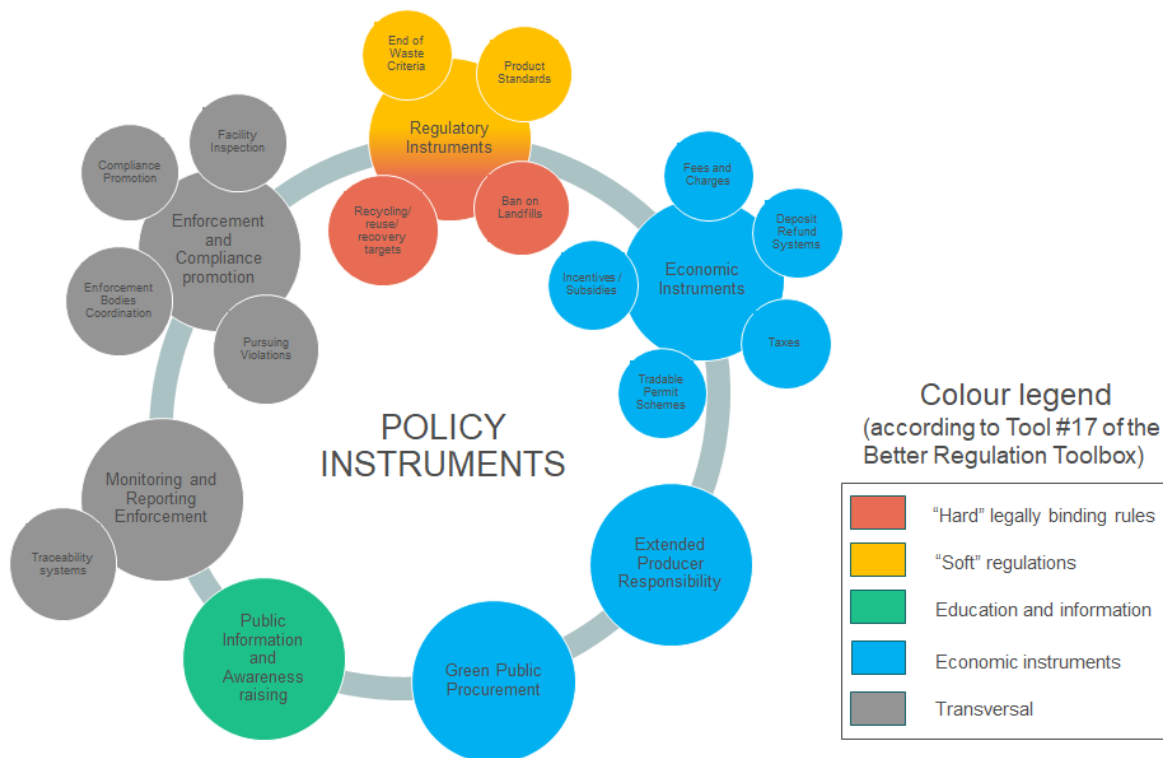 End of
Waste
Criteria
Product
Standards
Regulatory
Instruments
Recycling/
reuse/
recovery
targets
Ban on
Landfills
Facility
Inspection
Compliance
Promotion
Enforcement
and
Compliance
promotion
Enforcement
Bodies
Coordination
Pursuing
Violations
Fees and
Charges
Deposit
Refund
Systems
Incentives /
Subsidies
Economic
Instruments
Taxes
Tradable
Permit
Schemes
POLICY
INSTRUMENTS
Monitoring and
Reporting
Enforcement
Traceability
systems
Extended
Producer
Responsibility
Public
Information
and
Awareness
raising
Green Public
Procurement
Colour legend
(according to Tool #17 of the
Better Regulation Toolbox)
“Hard” legally binding rules
“Soft” regulations
Education and information
Economic instruments
Transversal